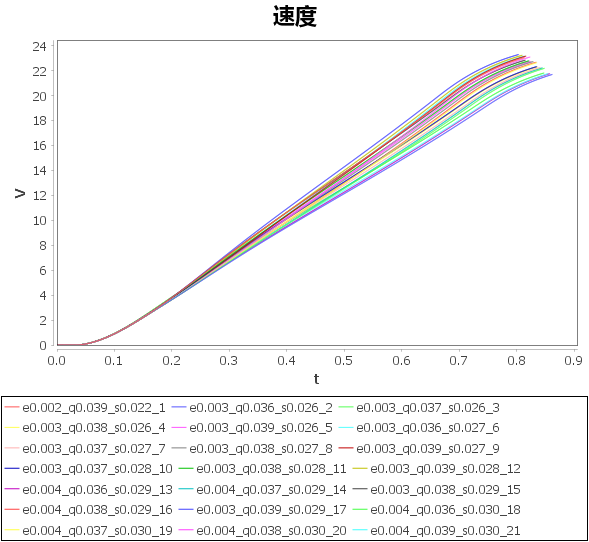 速度
24
22
20
18
16
14
12
10
8
6
4
2
0
V
0.0 0.1 0.2 0.3 0.4 0.5 0.6 0.7 0.8 0.9
t
e0.002_q0.039_s0.022_1 e0.003_q0.036_s0.026_2 e0.003_q0.037_s0.026_3
e0.003_q0.038_s0.026_4 e0.003_q0.039_s0.026_5 e0.003_q0.036_s0.027_6
e0.003_q0.037_s0.027_7 e0.003_q0.038_s0.027_8 e0.003_q0.039_s0.027_9
e0.003_q0.037_s0.028_10 e0.003_q0.038_s0.028_11 e0.003_q0.039_s0.028_12
e0.004_q0.036_s0.029_13 e0.004_q0.037_s0.029_14 e0.003_q0.038_s0.029_15
e0.004_q0.038_s0.029_16 e0.003_q0.039_s0.029_17 e0.004_q0.036_s0.030_18
e0.004_q0.037_s0.030_19 e0.004_q0.038_s0.030_20 e0.004_q0.039_s0.030_21